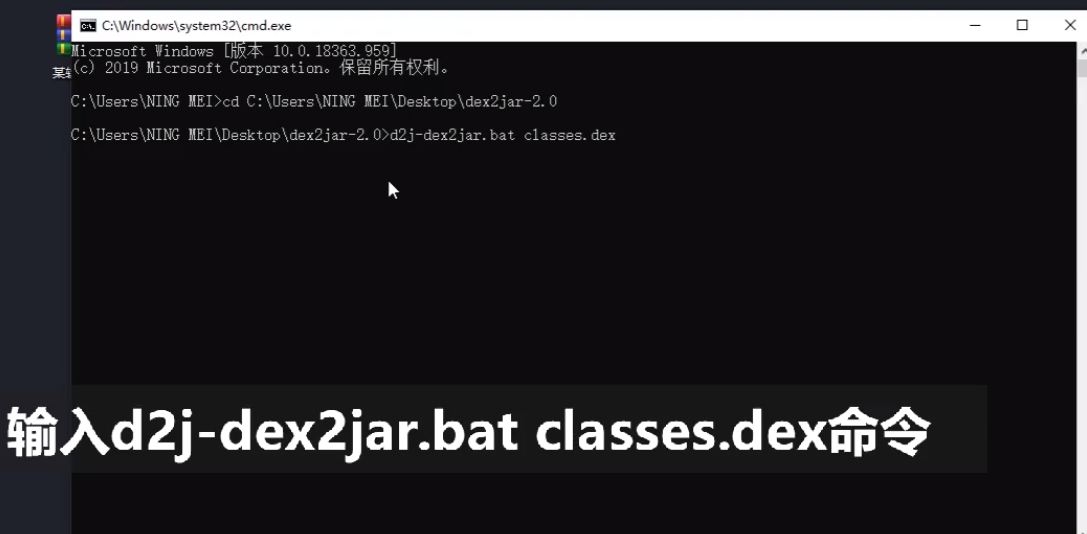 C:\Windows\system32\cmd.exe
Microsoft Windows [版本 10.0.18363.959]
(c) 2019 Microsoft Corporation。保留所有权利。
C:\Users\NING MEI>cd C:\Users\NING MEI\Desktop\dex2jar-2.0
C:\Users\NING MEI\Desktop\dex2jar-2.0>d2j-dex2jar.bat classes.dex
输入d2j-dex2jar.bat classes.dex命令